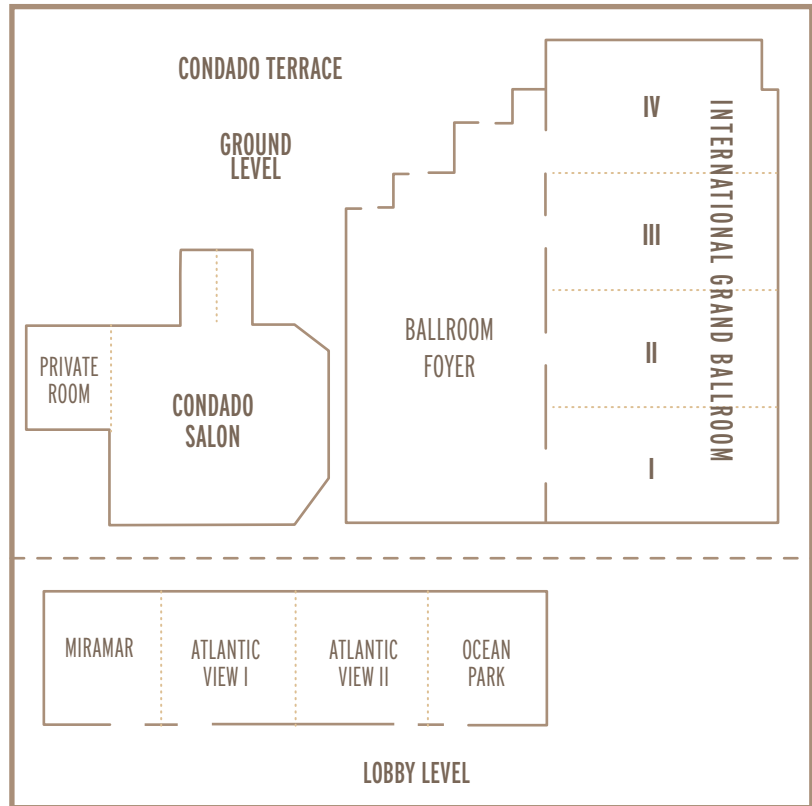 CONDADO TERRACE
GROUND
LEVEL
IV
III
II
I
INTERNATIONAL GRAND BALLROOM
BALLROOM
FOYER
PRIVATE
ROOM
CONDADO
SALON
MIRAMAR
ATLANTIC
VIEW I
ATLANTIC
VIEW II
OCEAN
PARK
LOBBY LEVEL